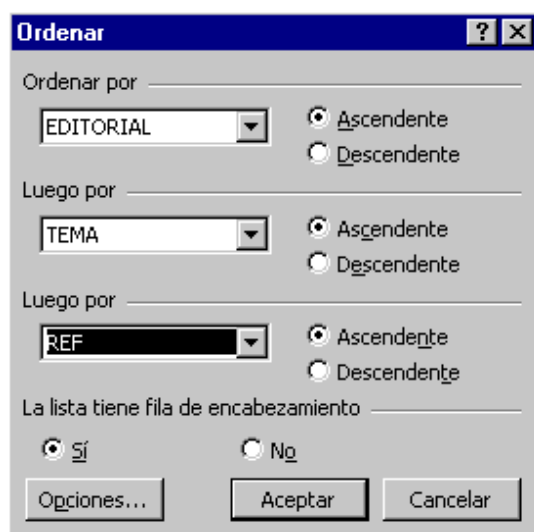 Ordenar
Ordenar por
EDITORIAL
Ascendente
Descendente
Luego por
TEMA
Ascendente
Descendente
Luego por
REF
Ascendente
Descendente
La lista tiene fila de encabezamiento
Sí No
Opciones... Aceptar Cancelar